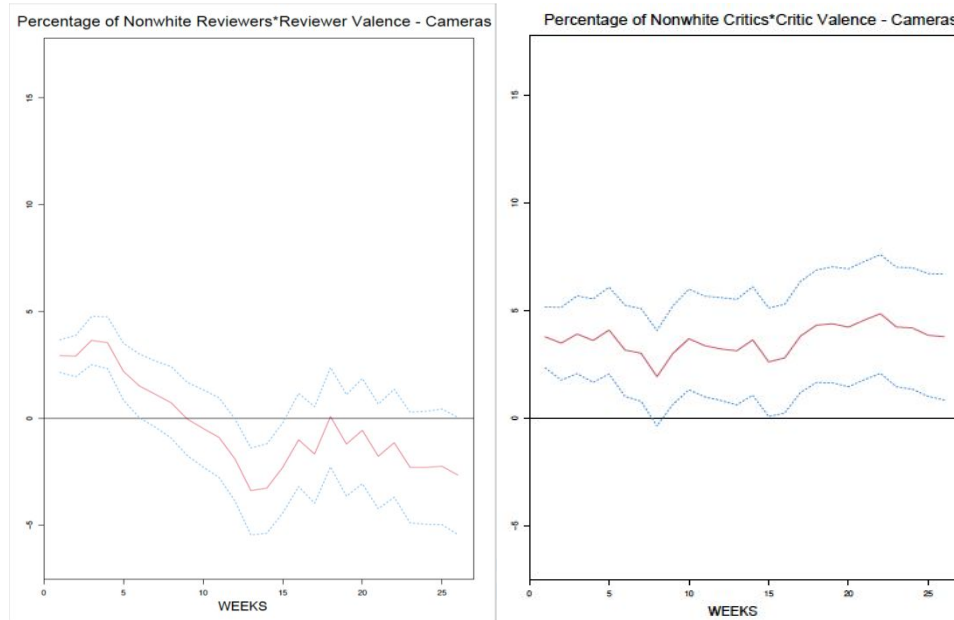 Percentage of Nonwhite Reviewers*Reviewer Valence - Cameras
15
10
5
0
-5
0 5 10 15 20 25
WEEKS
Percentage of Nonwhite Critics*Critic Valence - Cameras
15
10
5
0
-5
0 5 10 15 20 25
WEEKS